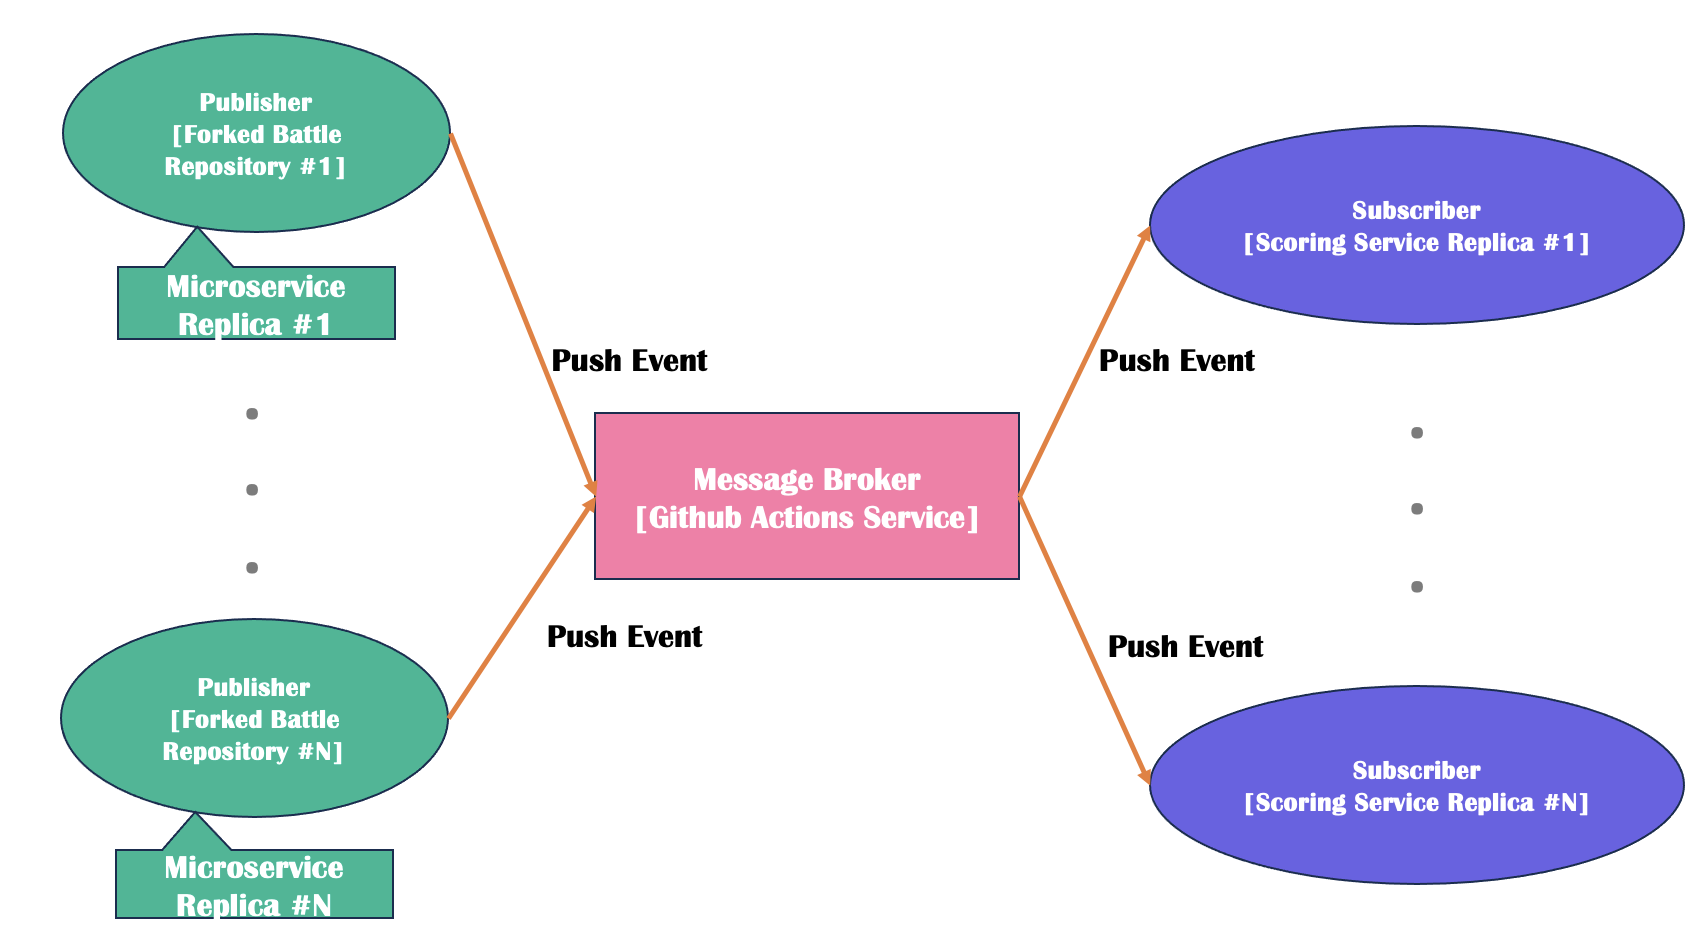 Publisher
[Forked Battle
Repository #1]
Microservice
Replica #1
Push Event
Push Event
Subscriber
[Scoring Service Replica #1]
Message Broker
[Github Actions Service]
Push Event
Push Event
Publisher
[Forked Battle
Repository #N]
Microservice
Replica #N
Subscriber
[Scoring Service Replica #N]